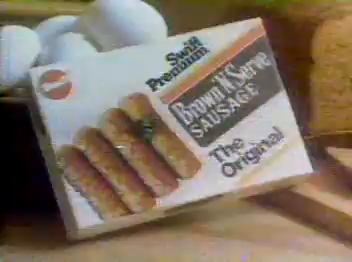 Swift
Premium
Brown 'N Serve
SAUSAGE
The
Original